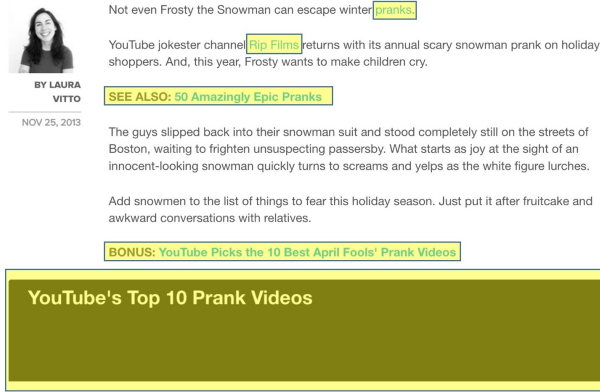 Not even Frosty the Snowman can escape winter pranks.
YouTube jokester channel Rip Films returns with its annual scary snowman prank on holiday
shoppers. And, this year, Frosty wants to make children cry.
BY LAURA
VITTO
NOV 25, 2013
SEE ALSO: 50 Amazingly Epic Pranks
The guys slipped back into their snowman suit and stood completely still on the streets of
Boston, waiting to frighten unsuspecting passersby. What starts as joy at the sight of an
innocent-looking snowman quickly turns to screams and yelps as the white figure lurches.
Add snowmen to the list of things to fear this holiday season. Just put it after fruitcake and
awkward conversations with relatives.
BONUS: YouTube Picks the 10 Best April Fools' Prank Videos
YouTube's Top 10 Prank Videos